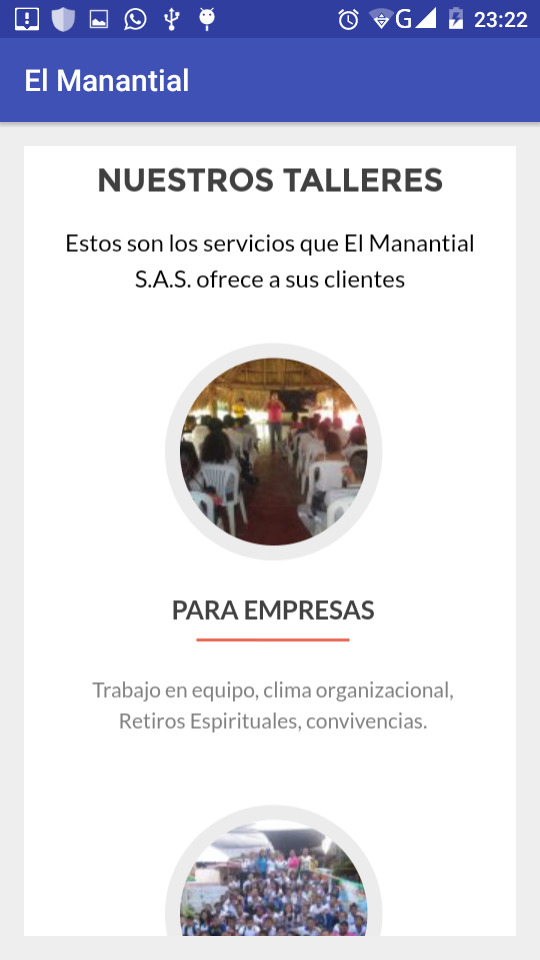 G 23:22
El Manantial
NUESTROS TALLERES
Estos son los servicios que El Manantial
S.A.S. ofrece a sus clientes
PARA EMPRESAS
Trabajo en equipo, clima organizacional,
Retiros Espirituales, convivencias.